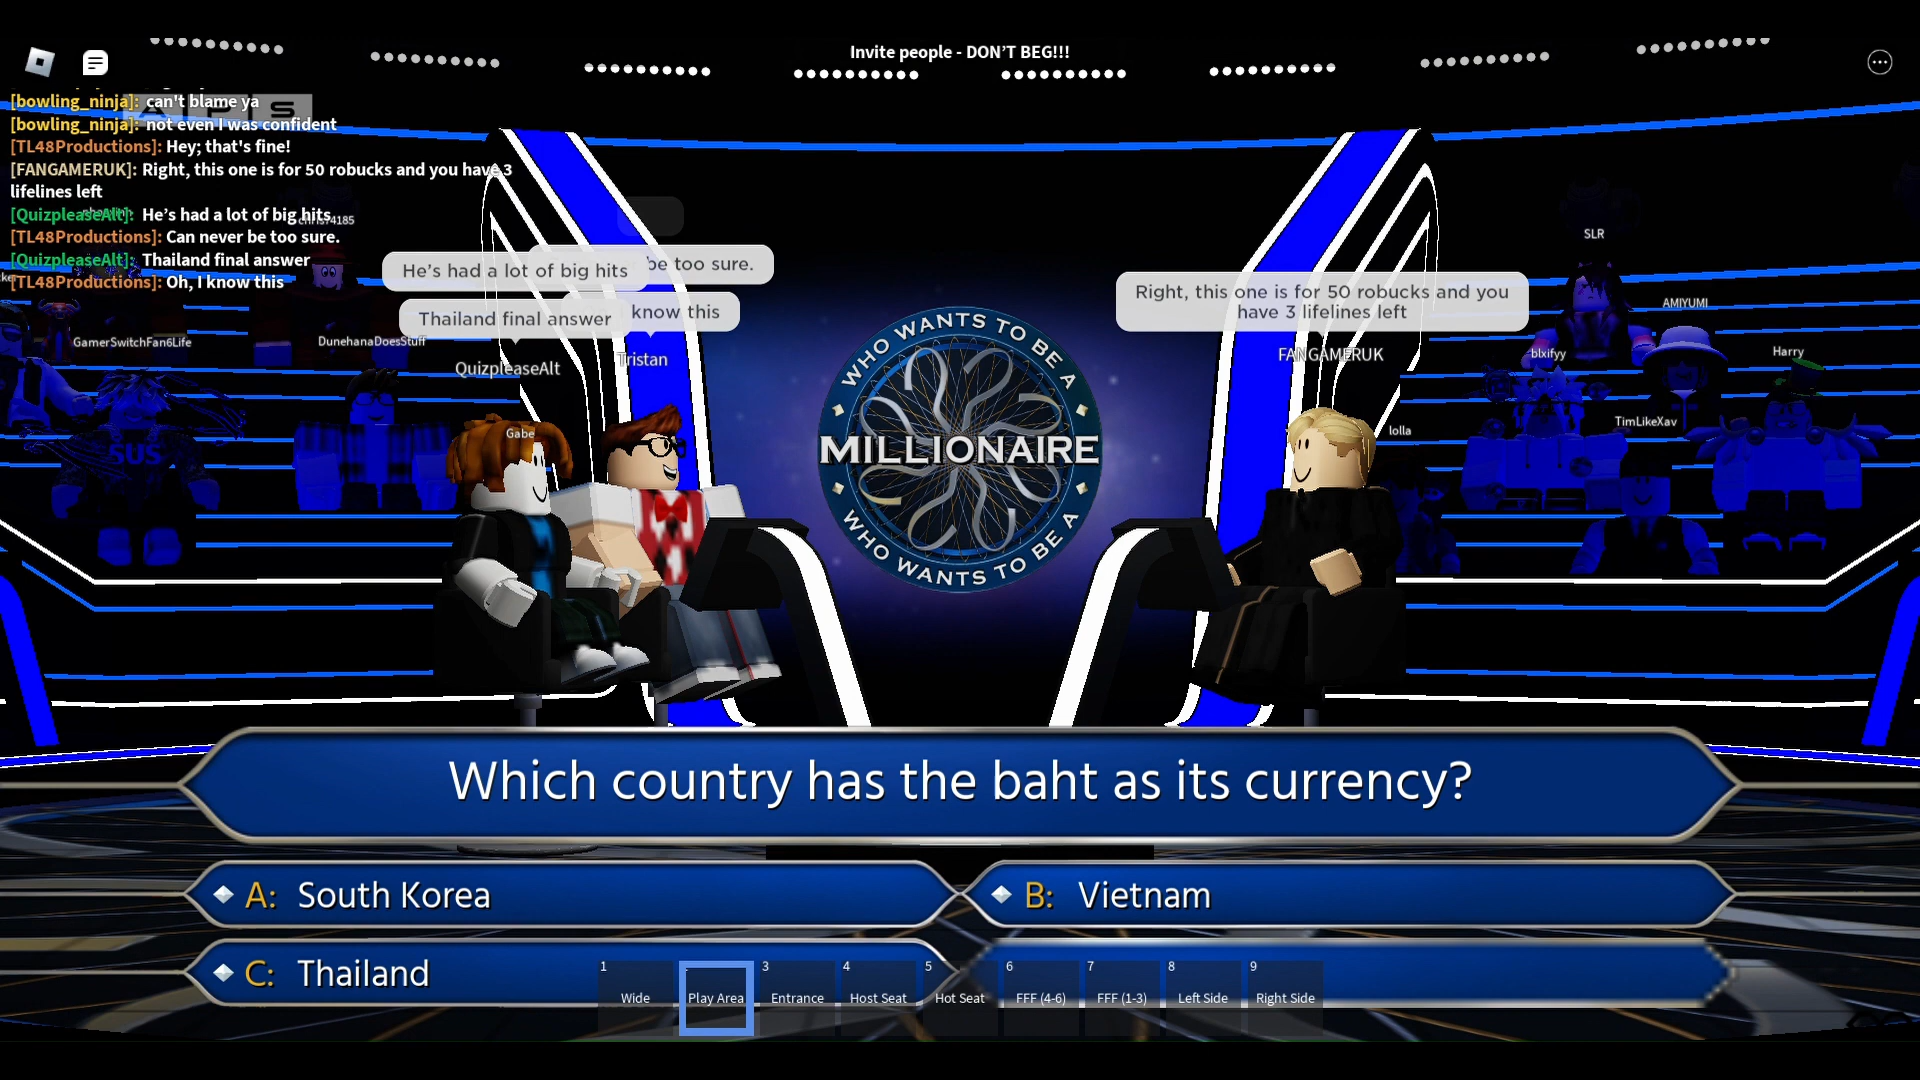 Invite people - DON'T BEG!!!
[bowling_ninja]: can't blame ya
[bowling_ninja]: not even I was confident
[TL48Productions]: Hey; that's fine!
[FANGAMERUK]: Right, this one is for 50 robucks and you have 3
lifelines left
[QuizpleaseAlt]: He's had a lot of big hits
[TL48Productions]: Can never be too sure.
[QuizpleaseAlt]: Thailand final answer
[TL48Productions]: Oh, I know this
He's had a lot of big hits
be too sure.
Thailand final answer
know this
QuizpleaseAlt
Tristan
Gabe
GamerSwitchFan6Life
DunehanaDoesStuff
Right, this one is for 50 robucks and you
have 3 lifelines left
FANGAMERUK
SLR
AMIYUMI
blxifyy
Harry
TimLikeXav
lolla
WHO WANTS TO BE A
MILLIONAIRE
WHO WANTS TO BE A
SUS
Which country has the baht as its currency?
A: South Korea
B: Vietnam
C: Thailand
1 Wide
Play Area
3 Entrance
4 Host Seat
5 Hot Seat
6 FFF (4-6)
7 FFF (1-3)
8 Left Side
9 Right Side